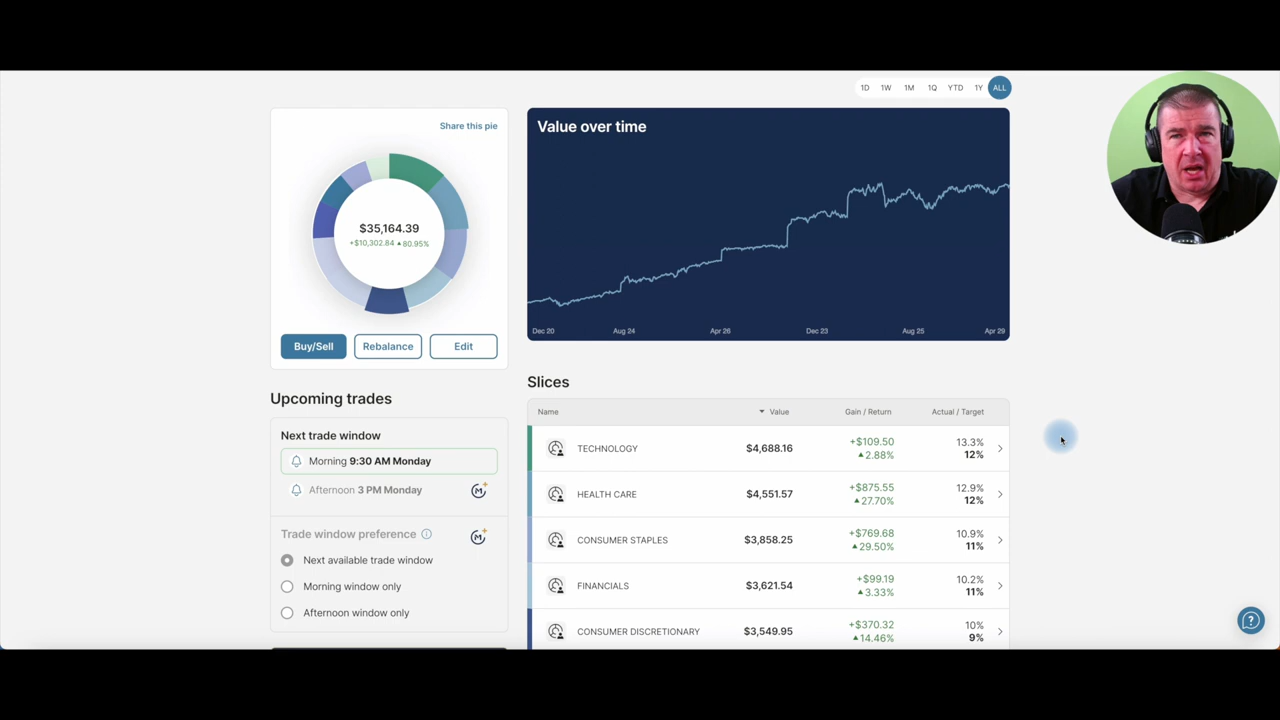 1D 1W 1M 1Q YTD 1Y ALL
Share this pie
$35,164.39
+$10,302.84 ▲80.95%
Buy/Sell Rebalance Edit
Value over time
Dec 20 Aug 24 Apr 26 Dec 23 Aug 25 Apr 29
Upcoming trades
Next trade window
Morning 9:30 AM Monday
Afternoon 3 PM Monday
Trade window preference
Next available trade window
Morning window only
Afternoon window only
Slices
Name Value Gain / Return Actual / Target
TECHNOLOGY $4,688.16 +$109.50 13.3%
▲2.88% 12%
HEALTH CARE $4,551.57 +$875.55 12.9%
▲27.70% 12%
CONSUMER STAPLES $3,858.25 +$769.68 10.9%
▲29.50% 11%
FINANCIALS $3,621.54 +$99.19 10.2%
▲3.33% 11%
CONSUMER DISCRETIONARY $3,549.95 +$370.32 10%
▲14.46% 9%